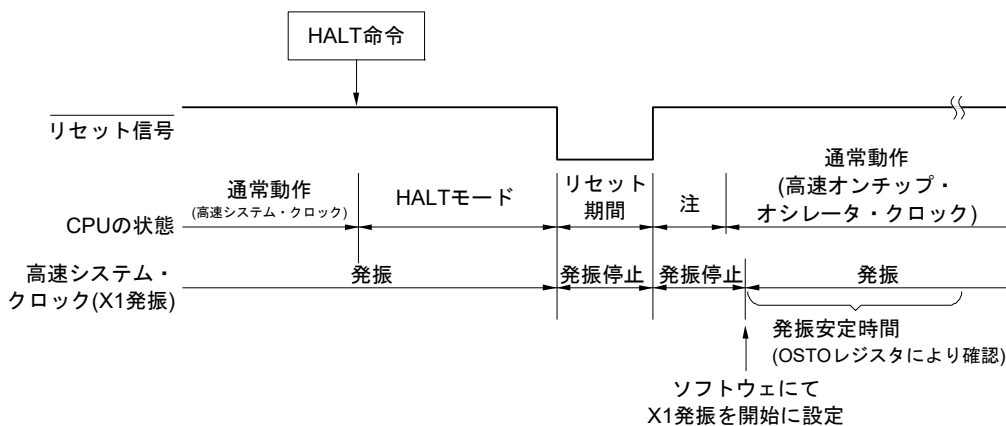 HALT命令
リセット信号
通常動作
(高速システム・クロック)
HALTモード
リセット
期間
注
通常動作
(高速オンチップ・
オシレータ・クロック)
CPUの状態
高速システム・
クロック(X1発振)
発振
発振停止
発振停止
発振
発振安定時間
(OSTOレジスタにより確認)
ソフトウェにて
X1発振を開始に設定